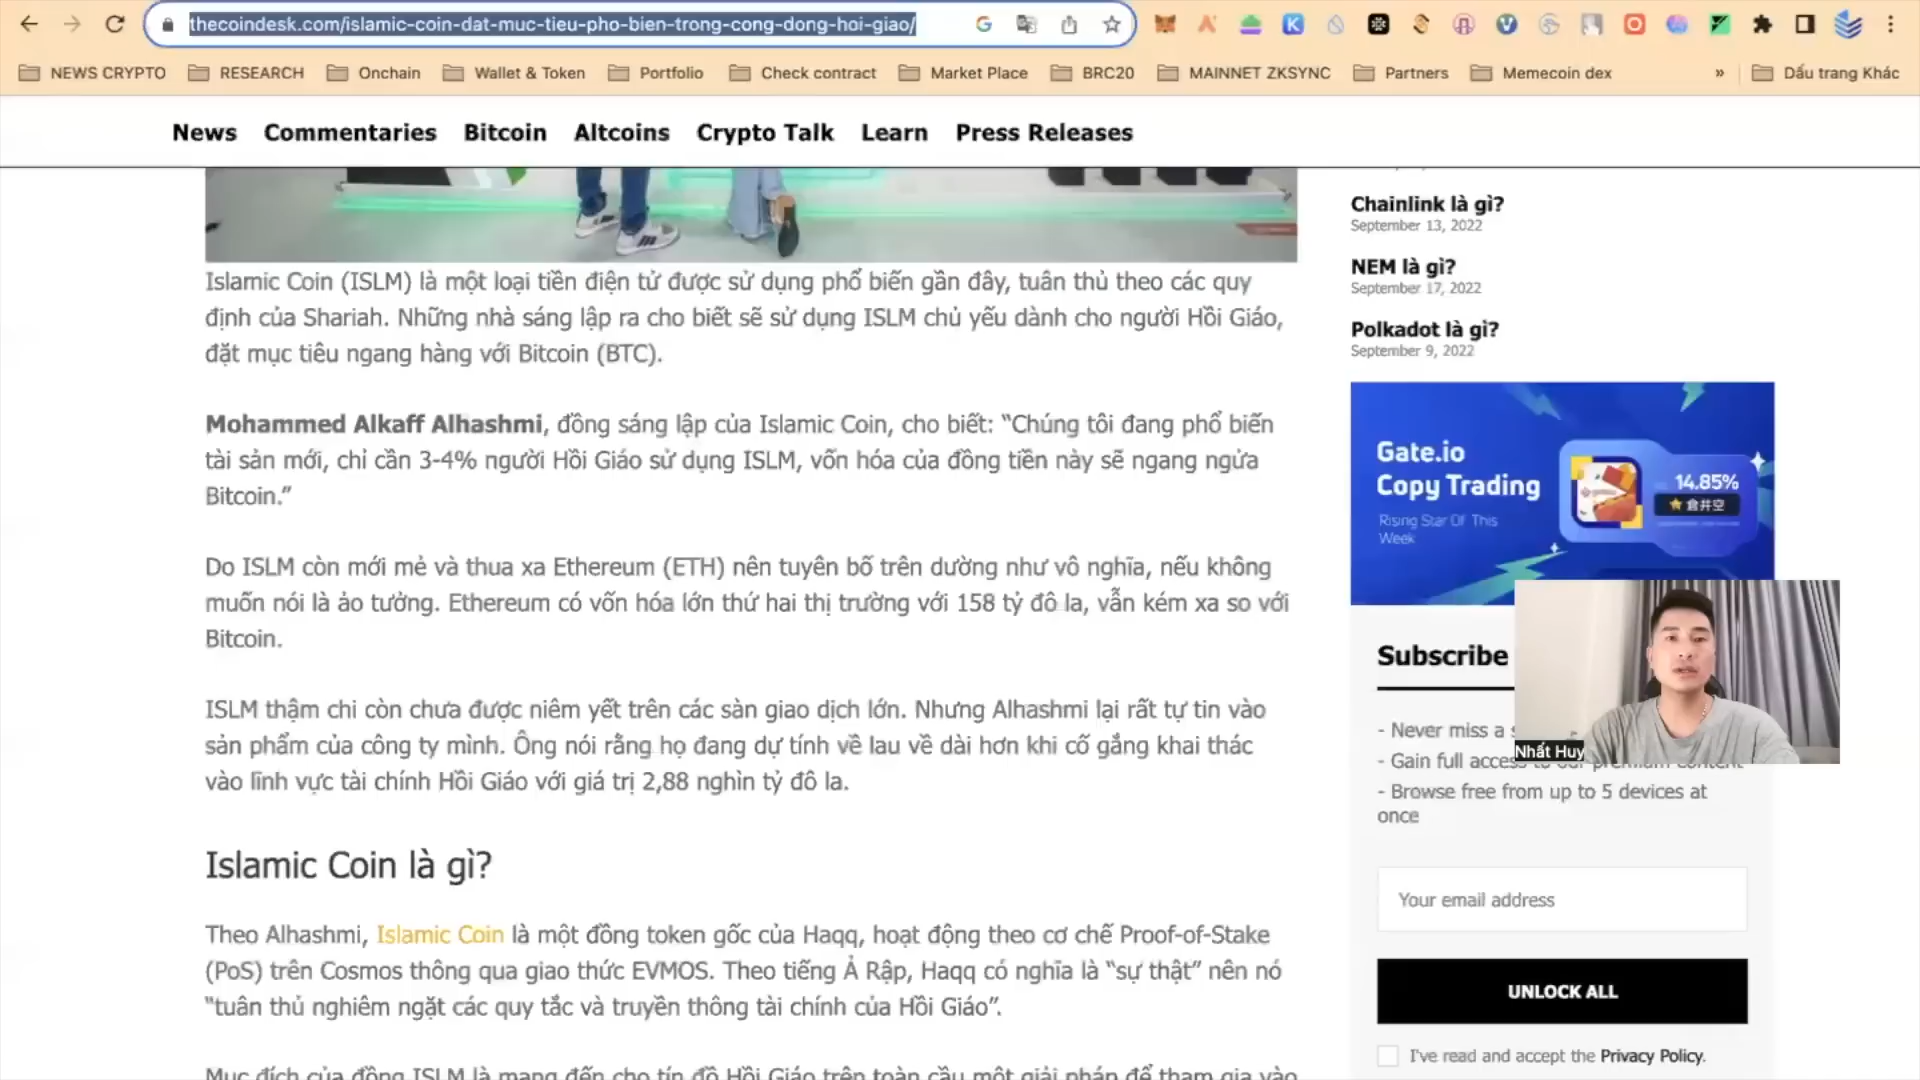 thecoindesk.com/islamic-coin-dat-muc-tieu-pho-bien-trong-cong-dong-hoi-giao/
NEWS CRYPTO
RESEARCH
Onchain
Wallet & Token
Portfolio
Check contract
Market Place
BRC20
MAINNET ZKSYNC
Partners
Memecoin dex
»
Dấu trang Khác
News
Commentaries
Bitcoin
Altcoins
Crypto Talk
Learn
Press Releases
Islamic Coin (ISLM) là một loại tiền điện tử được sử dụng phổ biến gần đây, tuân thủ theo các quy
định của Shariah. Những nhà sáng lập ra cho biết sẽ sử dụng ISLM chủ yếu dành cho người Hồi Giáo,
đặt mục tiêu ngang hàng với Bitcoin (BTC).
Mohammed Alkaff Alhashmi, đồng sáng lập của Islamic Coin, cho biết: “Chúng tôi đang phổ biến
tài sản mới, chỉ cần 3-4% người Hồi Giáo sử dụng ISLM, vốn hóa của đồng tiền này sẽ ngang ngửa
Bitcoin.”
Do ISLM còn mới mẻ và thua xa Ethereum (ETH) nên tuyên bố trên dường như vô nghĩa, nếu không
muốn nói là ảo tưởng. Ethereum có vốn hóa lớn thứ hai thị trường với 158 tỷ đô la, vẫn kém xa so với
Bitcoin.
ISLM thậm chi còn chưa được niêm yết trên các sàn giao dịch lớn. Nhưng Alhashmi lại rất tự tin vào
sản phẩm của công ty mình. Ông nói rằng họ đang dự tính về lau về dài hơn khi cố gắng khai thác
vào lĩnh vực tài chính Hồi Giáo với giá trị 2,88 nghìn tỷ đô la.
Islamic Coin là gì?
Theo Alhashmi, Islamic Coin là một đồng token gốc của Haqq, hoạt động theo cơ chế Proof-of-Stake
(PoS) trên Cosmos thông qua giao thức EVMOS. Theo tiếng Ả Rập, Haqq có nghĩa là “sự thật” nên nó
“tuân thủ nghiêm ngặt các quy tắc và truyền thông tài chính của Hồi Giáo”.
Mục đích của đồng ISLM là mang đến cho tín đồ Hồi Giáo trên toàn cầu một giải pháp để tham gia vào
Chainlink là gì?
September 13, 2022
NEM là gì?
September 17, 2022
Polkadot là gì?
September 9, 2022
Gate.io
Copy Trading
Rising Star Of This
Week
14.85%
倉井空
Subscribe
- Never miss a s
- Gain full access to our premium content
- Browse free from up to 5 devices at
once
Nhất Huy
Your email address
UNLOCK ALL
I've read and accept the Privacy Policy.